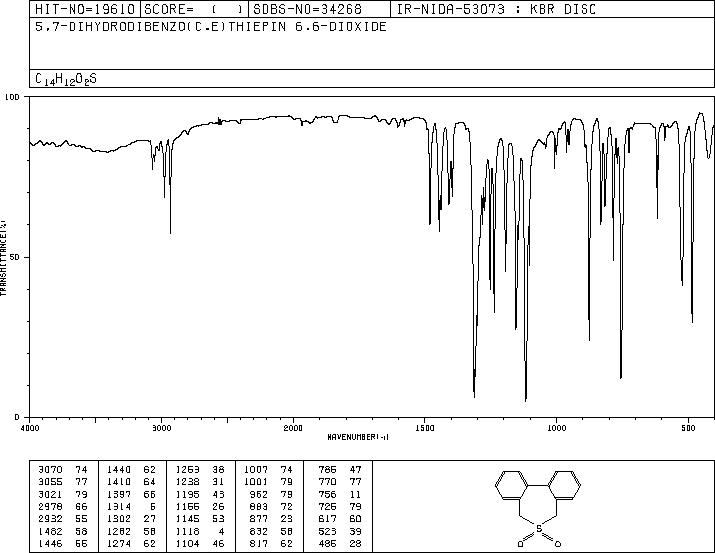 HIT-NO=19610 SCORE= ( ) SDBS-NO=34268 IR-NIDA-53073 : KBR DISC
5,7-DIHYDRODIBENZO(C,E)THIEPIN 6,6-DIOXIDE
C14H12O2S
100
50
0
TRANSMITTANCE(%)
4000 3000 2000 1500 1000 500
WAVENUMBER(-1)
3070 74 1440 62 1253 38 1007 74 786 47
3055 77 1410 64 1238 31 1001 79 770 77
3021 79 1397 66 1195 43 962 79 756 11
2978 66 1314 6 1155 26 883 72 725 79
2932 55 1302 27 1145 53 877 23 617 60
1482 58 1282 58 1118 4 832 58 523 39
1446 55 1274 62 1104 46 817 62 486 28
S
O O